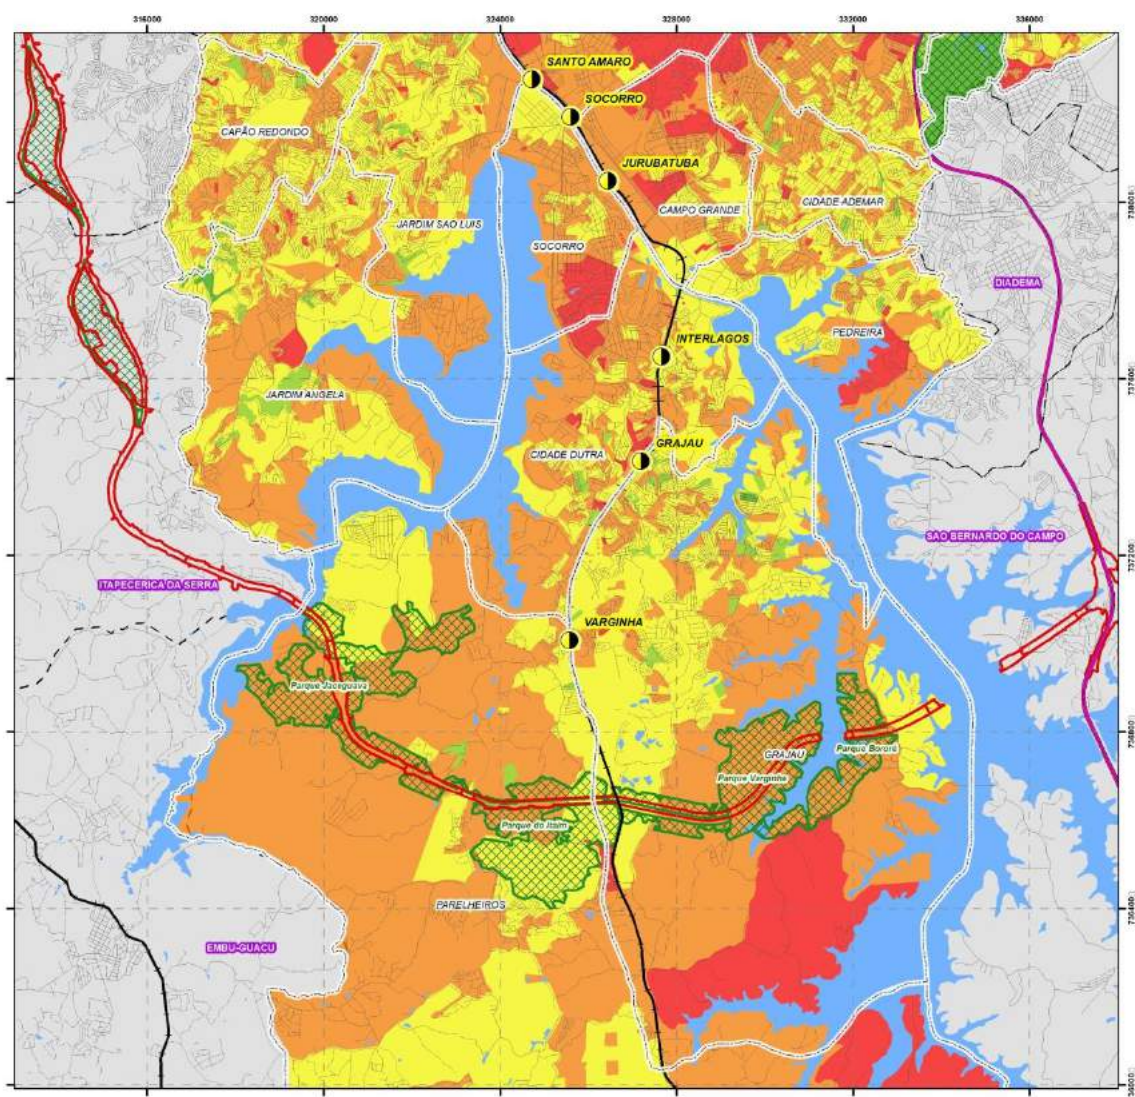 316000 320000 324000 328000 332000 336000
SANTO AMARO
SOCORRO
CAPÃO REDONDO
JURUBATUBA
CIDADE ADEMAR
CAMPO GRANDE
JARDIM SAO LUIS
SOCORRO
DIADEMA
PEDREIRA
INTERLAGOS
JARDIM ANGELA
GRAJAU
CIDADE DUTRA
SAO BERNARDO DO CAMPO
ITAPECERICA DA SERRA
VARGINHA
Parque Jaceguava
GRAJAU
Parque Bororé
Parque Varginha
Parque do Itaim
PARELHEIROS
EMBU-GUACU